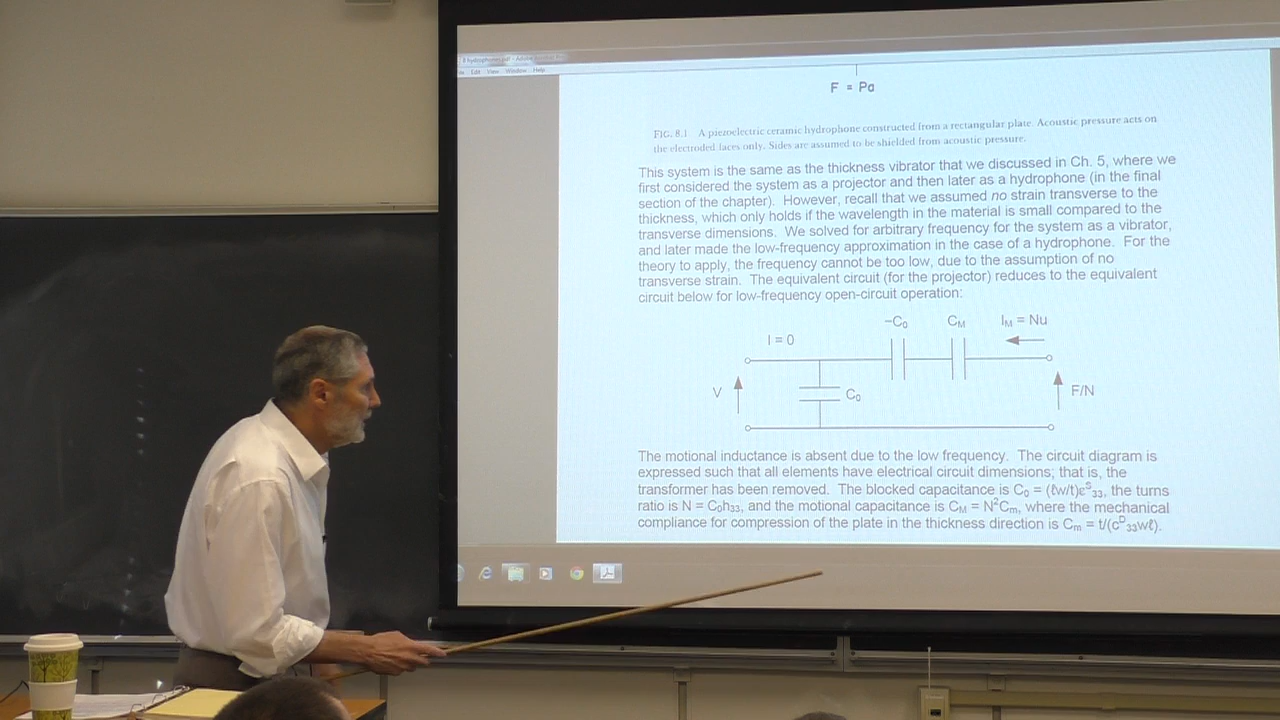 Edit View Window Help
F = Pa
FIG. 8.1 A piezoelectric ceramic hydrophone constructed from a rectangular plate. Acoustic pressure acts on
the electroded faces only. Sides are assumed to be shielded from acoustic pressure.
This system is the same as the thickness vibrator that we discussed in Ch. 5, where we
first considered the system as a projector and then later as a hydrophone (in the final
section of the chapter). However, recall that we assumed no strain transverse to the
thickness, which only holds if the wavelength in the material is small compared to the
transverse dimensions. We solved for arbitrary frequency for the system as a vibrator,
and later made the low-frequency approximation in the case of a hydrophone. For the
theory to apply, the frequency cannot be too low, due to the assumption of no
transverse strain. The equivalent circuit (for the projector) reduces to the equivalent
circuit below for low-frequency open-circuit operation:
-C₀ C_M I_M = Nu
I = 0
V C₀ F/N
The motional inductance is absent due to the low frequency. The circuit diagram is
expressed such that all elements have electrical circuit dimensions; that is, the
transformer has been removed. The blocked capacitance is C₀ = (ℓw/t)εˢ₃₃, the turns
ratio is N = C₀h₃₃, and the motional capacitance is C_M = N²Cₘ, where the mechanical
compliance for compression of the plate in the thickness direction is Cₘ = t/(cᴰ₃₃wℓ).